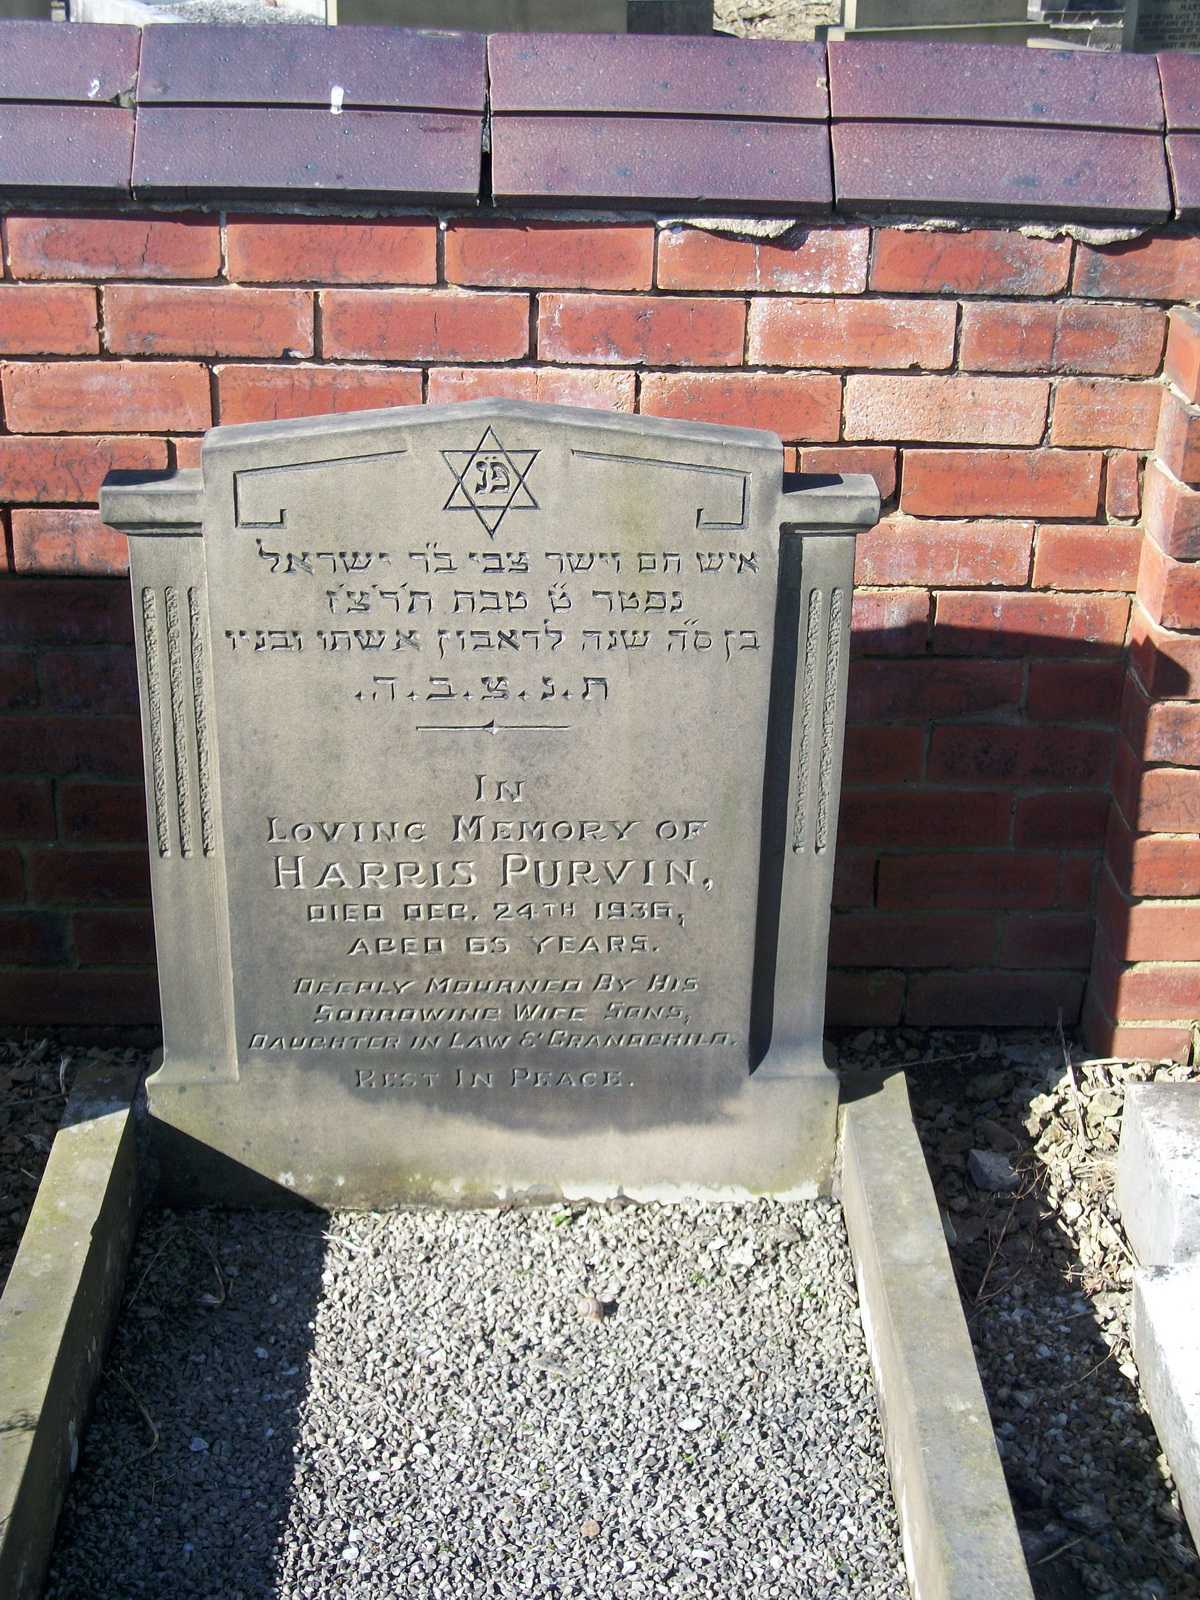 פ״נ
איש תם וישר צבי ב״ר ישראל
נפטר ט׳ טבת ת׳ר׳צ׳ז
בן ס״ה שנה לדאבון אשתו ובניו
ת.נ.צ.ב.ה.
IN
LOVING MEMORY OF
HARRIS PURVIN,
DIED DEC. 24TH 1936,
AGED 65 YEARS.
DEEPLY MOURNED BY HIS
SORROWING WIFE SONS,
DAUGHTER IN LAW & GRANDCHILD.
REST IN PEACE.